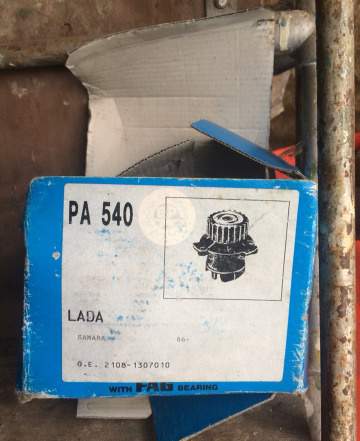 PA 540
LADA
SAMARA 86-
O.E. 2108-1307010
WITH FAG BEARING